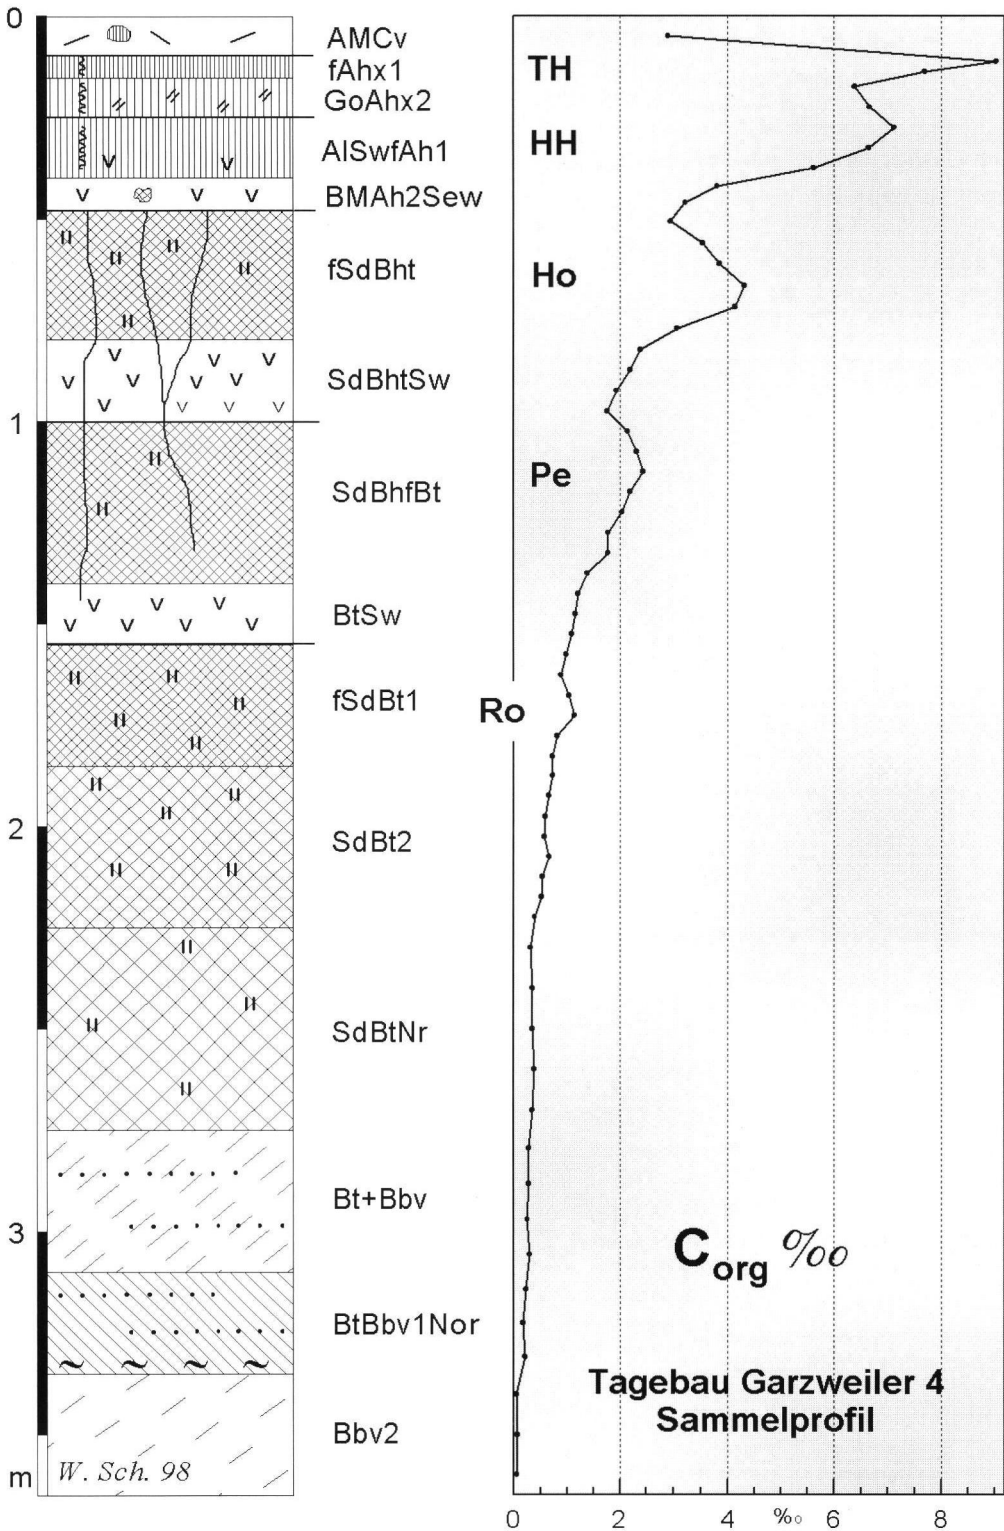 0
AMCv
fAhx1
TH
GoAhx2
AlSwfAh1
HH
BMAh2Sew
fSdBht
Ho
SdBhtSw
1
SdBhfBt
Pe
BtSw
fSdBt1
Ro
2
SdBt2
SdBtNr
Bt+Bbv
3
Corg ‰
BtBbv1Nor
Tagebau Garzweiler 4
Sammelprofil
Bbv2
m
W. Sch. 98
0 2 4 ‰ 6 8